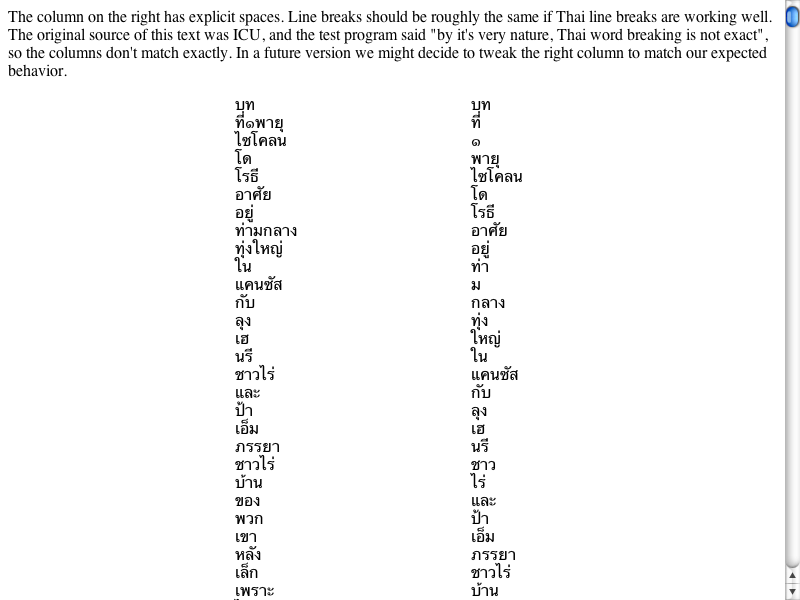 The column on the right has explicit spaces. Line breaks should be roughly the same if Thai line breaks are working well.
The original source of this text was ICU, and the test program said "by it's very nature, Thai word breaking is not exact",
so the columns don't match exactly. In a future version we might decide to tweak the right column to match our expected
behavior.
บท
ที่๑พายุ
ไซโคลน
โด
โรธี
อาศัย
อยู่
ท่ามกลาง
ทุ่งใหญ่
ใน
แคนซัส
กับ
ลุง
เฮ
นรี
ชาวไร่
และ
ป้า
เอ็ม
ภรรยา
ชาวไร่
บ้าน
ของ
พวก
เขา
หลัง
เล็ก
เพราะ
บท
ที่
๑
พายุ
ไซโคลน
โด
โรธี
อาศัย
อยู่
ท่า
ม
กลาง
ทุ่ง
ใหญ่
ใน
แคนซัส
กับ
ลุง
เฮ
นรี
ชาว
ไร่
และ
ป้า
เอ็ม
ภรรยา
ชาวไร่
บ้าน